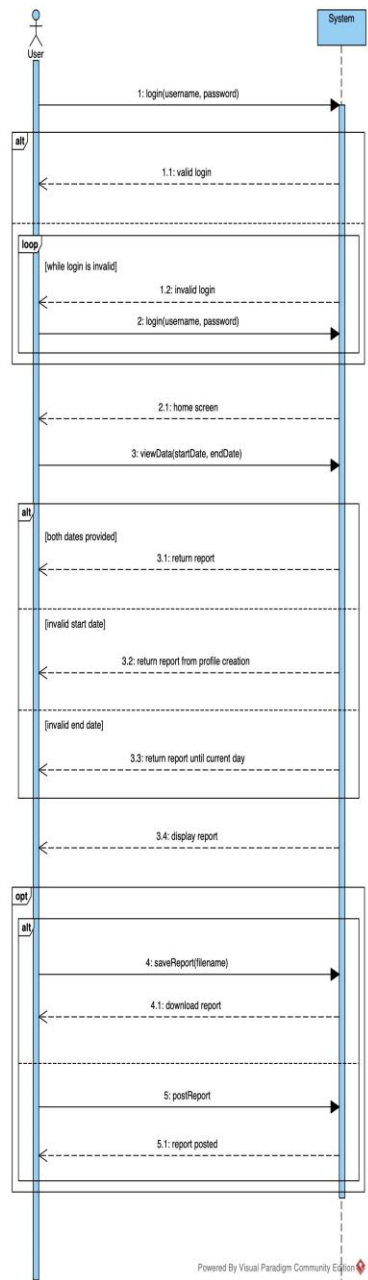 System
User
1: login(username, password)
alt
1.1: valid login
loop
[while login is invalid]
1.2: invalid login
2: login(username, password)
2.1: home screen
3: viewData(startDate, endDate)
alt
[both dates provided]
3.1: return report
[invalid start date]
3.2: return report from profile creation
[invalid end date]
3.3: return report until current day
3.4: display report
opt
alt
4: saveReport(filename)
4.1: download report
5: postReport
5.1: report posted
Powered By Visual Paradigm Community Edition